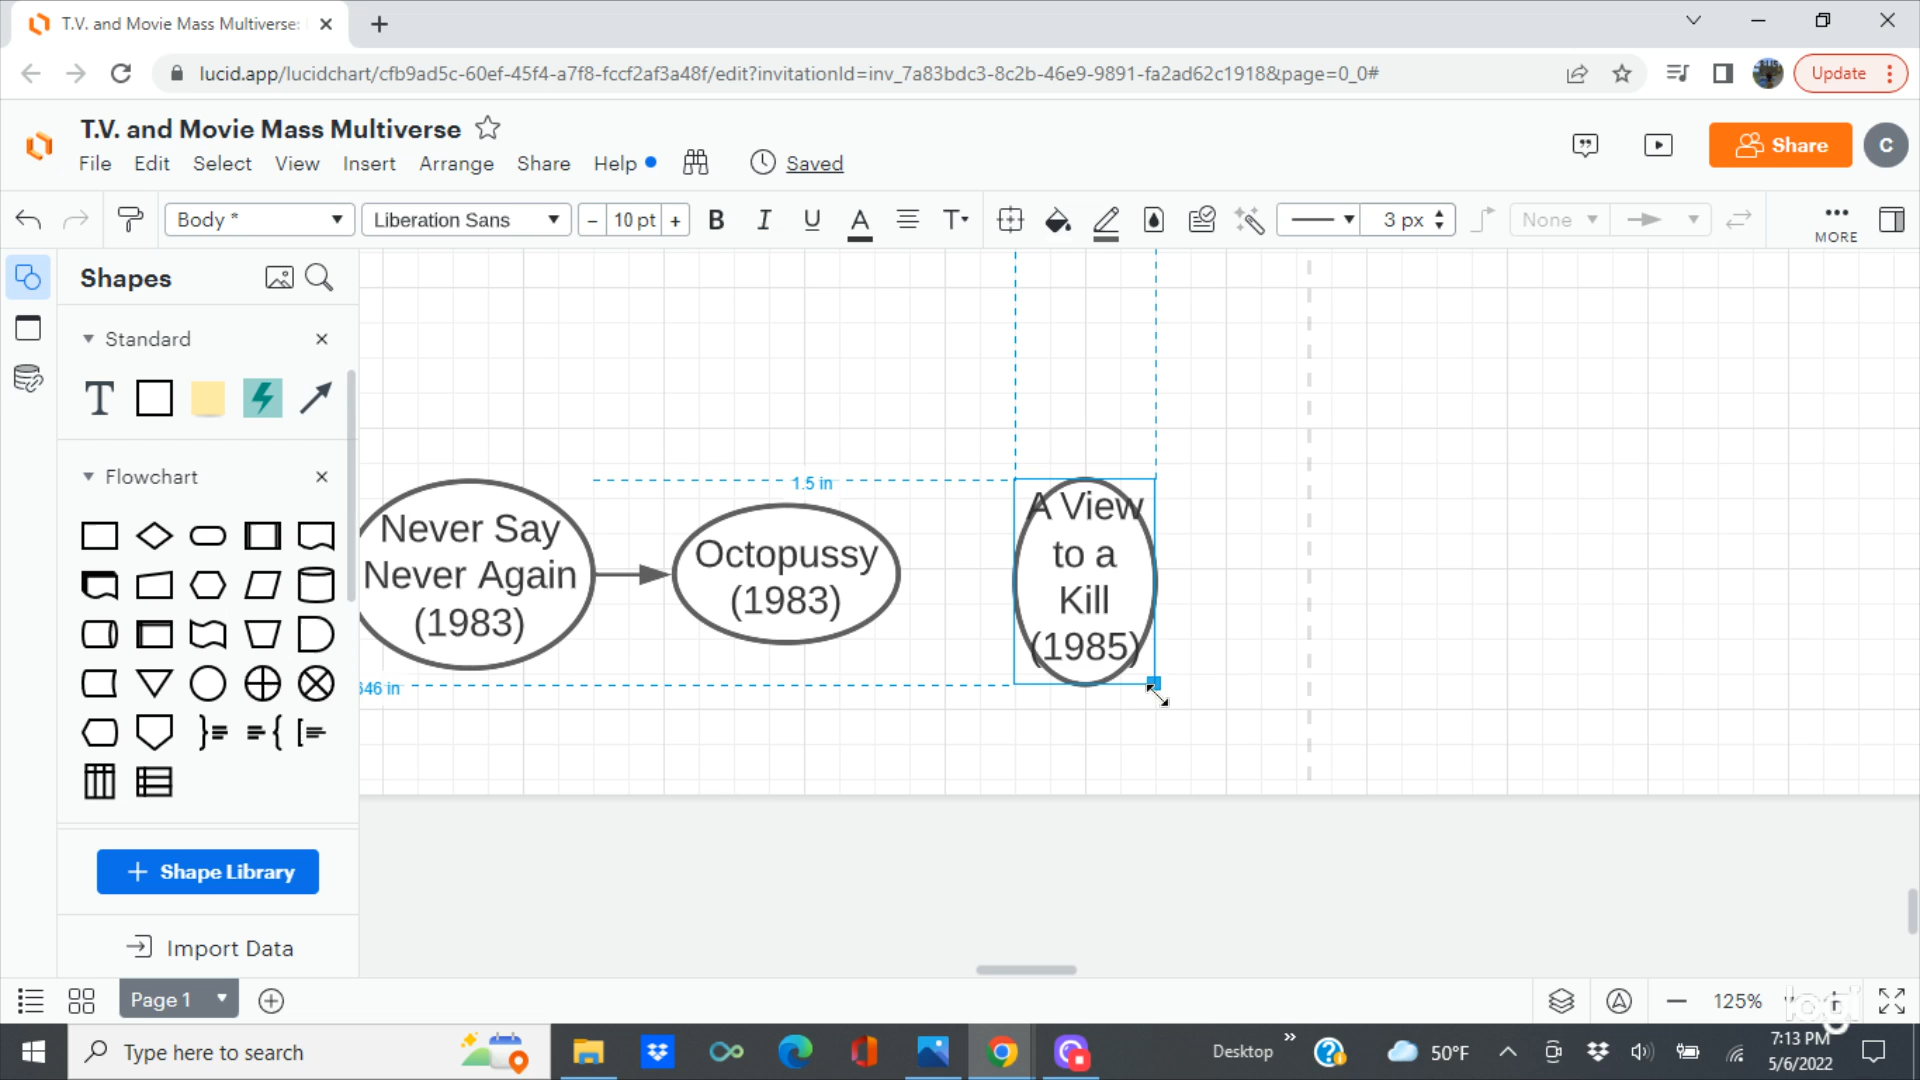 T.V. and Movie Mass Multiverse:
lucid.app/lucidchart/cfb9ad5c-60ef-45f4-a7f8-fccf2af3a48f/edit?invitationId=inv_7a83bdc3-8c2b-46e9-9891-fa2ad62c1918&page=0_0#
Update
T.V. and Movie Mass Multiverse
File Edit Select View Insert Arrange Share Help Saved
Share
C
Body * Liberation Sans - 10 pt + B I U A T 3 px None
MORE
Shapes
Standard
T
Flowchart
Shape Library
Import Data
1.5 in
Never Say
Never Again
(1983)
Octopussy
(1983)
A View
to a
Kill
(1985)
646 in
Page 1
125%
logi
Type here to search
Desktop
50°F
7:13 PM
5/6/2022